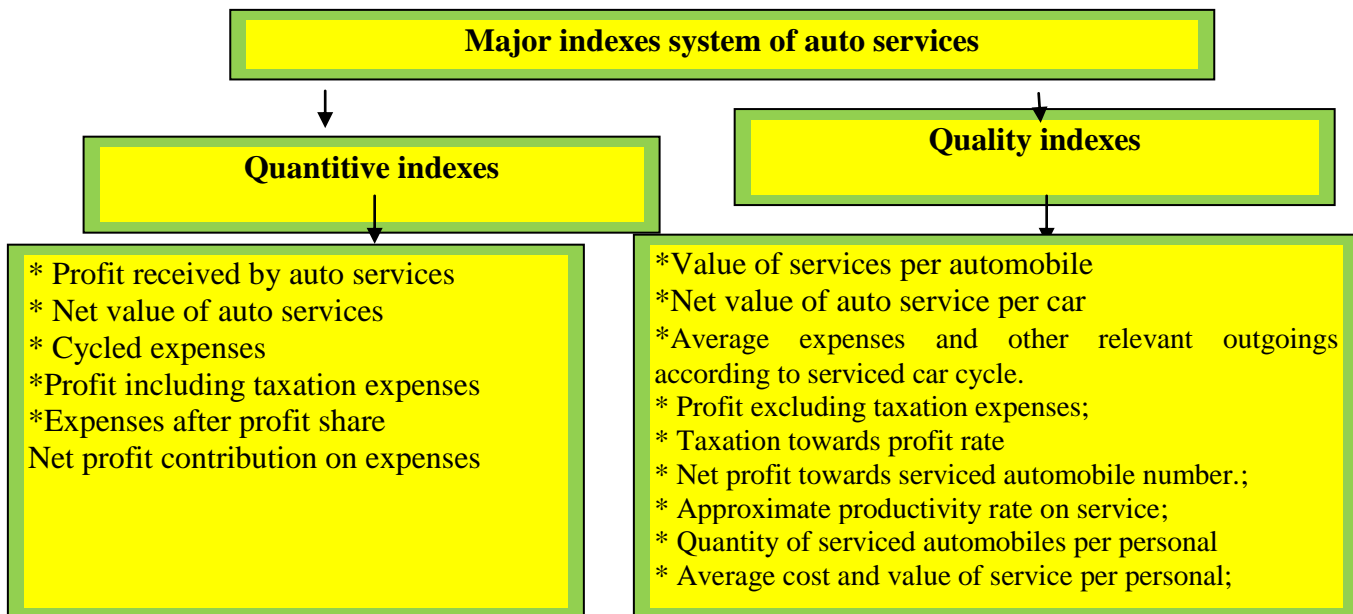 Major indexes system of auto services
Quantitive indexes
Quality indexes
* Profit received by auto services
* Net value of auto services
* Cycled expenses
*Profit including taxation expenses
*Expenses after profit share
Net profit contribution on expenses
*Value of services per automobile
*Net value of auto service per car
*Average expenses and other relevant outgoings
according to serviced car cycle.
* Profit excluding taxation expenses;
* Taxation towards profit rate
* Net profit towards serviced automobile number.;
* Approximate productivity rate on service;
* Quantity of serviced automobiles per personal
* Average cost and value of service per personal;